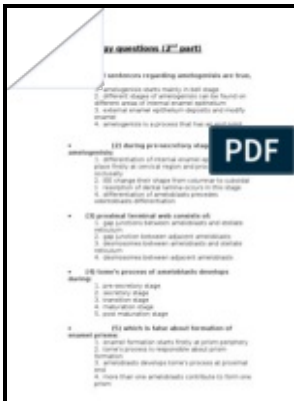 gy questions (2nd part)
sentences regarding amelogenesis are true,
1. amelogenesis starts mainly in bell stage
2. different stages of amelogenesis can be found on
different areas of internal enamel epithelium
3. external enamel epithelium deposits and modify
enamel
4. amelogenesis is a process that has an end point
PDF
• (2) during pre-secretory stage
amelogenesis:
1. differentiation of internal enamel ep
place firstly at cervical region and pro
occlusally
2. IEE change their shape from columnar to cuboidal
3. resorption of dental lamina occurs in this stage
4. differentiation of ameloblasts precedes
odontoblasts differentiation
• (3) proximal terminal web consists of:
1. gap junctions between ameloblasts and stellate
reticulum
2. gap junction between adjacent ameloblasts
3. desmosomes between ameloblasts and stellate
reticulum
4. desmosomes between adjacent ameloblasts
• (4) tome's process of ameloblasts develops
during:
1. pre-secretory stage
2. secretory stage
3. transition stage
4. maturation stage
5. post maturation stage
• (5) which is false about formation of
enamel prisms:
1. enamel formation starts firstly at prism periphery
2. tome's process is responsible about prism
formation
3. ameloblasts develops tome's process at proximal
end
4. more than one ameloblasts contribute to form one
prism